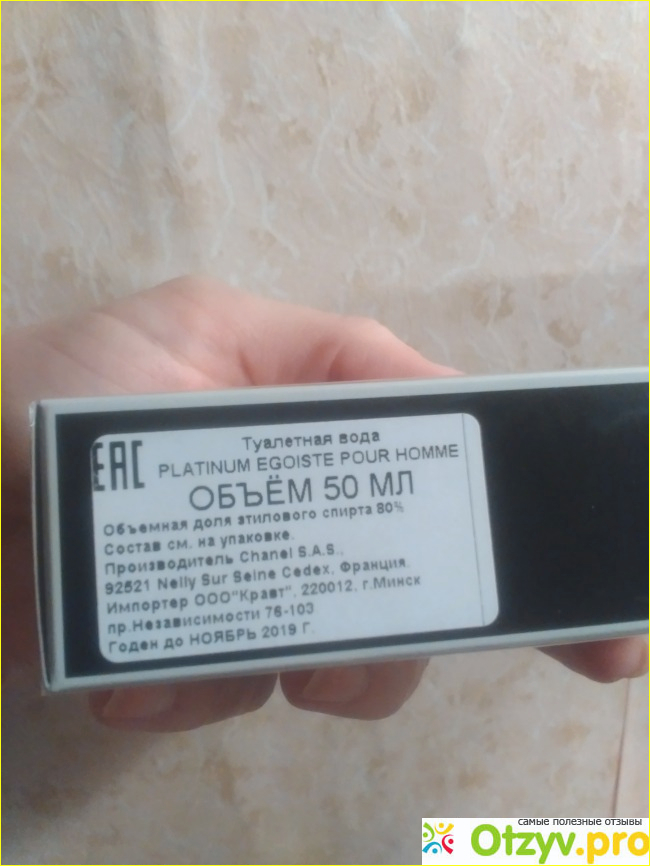 EAC
Туалетная вода
PLATINUM EGOISTE POUR HOMME
ОБЪЁМ 50 МЛ
Объемная доля этилового спирта 80%
Состав см. на упаковке.
Производитель Chanel S.A.S.,
92521 Nelly Sur Seine Cedex, Франция.
Импортер ООО"Кравт", 220012, г.Минск
пр.Независимости 76-103
Годен до НОЯБРЬ 2019 Г.
самые полезные отзывы
Otzyv.pro